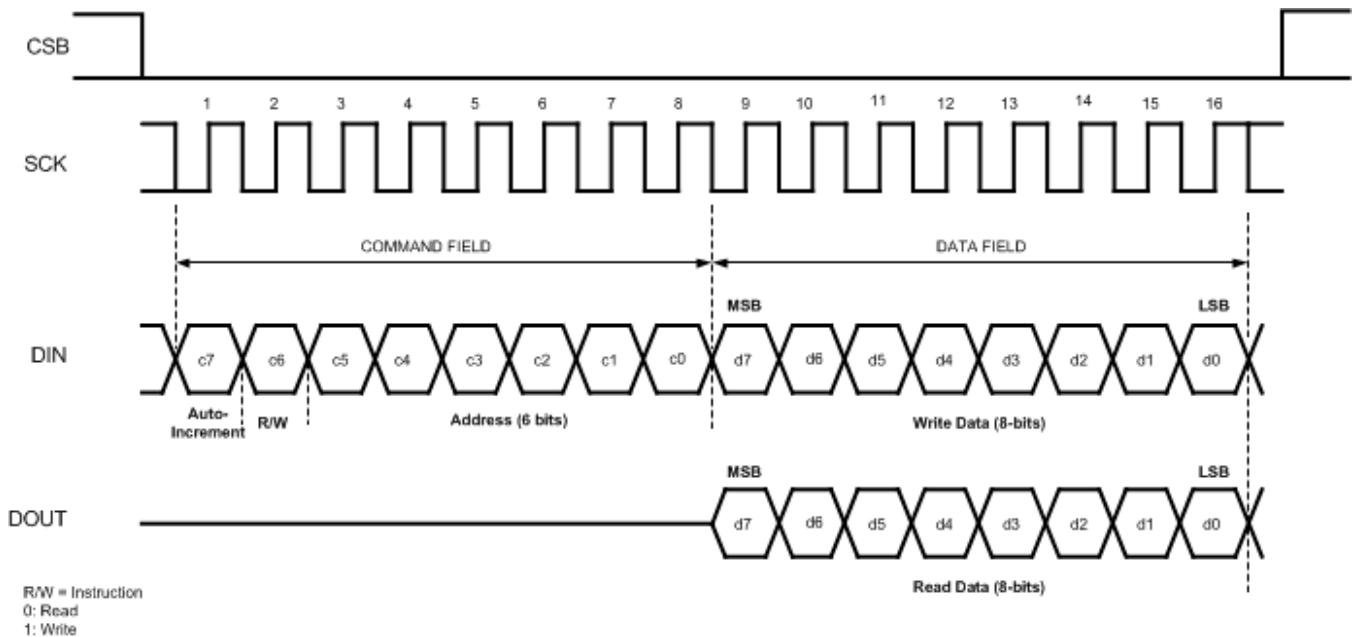 CSB
1 2 3 4 5 6 7 8 9 10 11 12 13 14 15 16
SCK
COMMAND FIELD DATA FIELD
MSB LSB
DIN c7 c6 c5 c4 c3 c2 c1 c0 d7 d6 d5 d4 d3 d2 d1 d0
Auto-
Increment R/W Address (6 bits) Write Data (8-bits)
MSB LSB
DOUT d7 d6 d5 d4 d3 d2 d1 d0
Read Data (8-bits)
R/W = Instruction
0: Read
1: Write